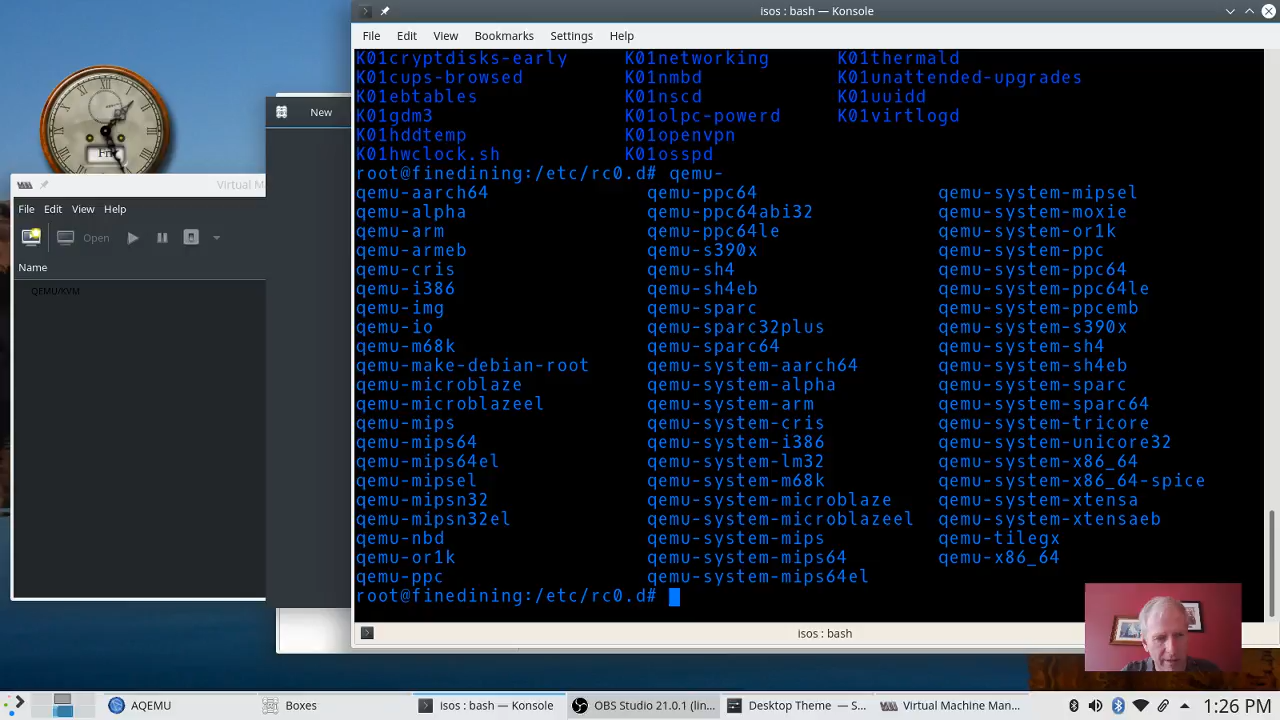 isos : bash — Konsole
File Edit View Bookmarks Settings Help
K01cryptdisks-early K01networking K01thermald
K01cups-browsed K01nmbd K01unattended-upgrades
K01ebtables K01nscd K01uuidd
K01gdm3 K01olpc-powerd K01virtlogd
K01hddtemp K01openvpn
K01hwclock.sh K01osspd
root@finedining:/etc/rc0.d# qemu-
qemu-aarch64 qemu-ppc64 qemu-system-mipsel
qemu-alpha qemu-ppc64abi32 qemu-system-moxie
qemu-arm qemu-ppc64le qemu-system-or1k
qemu-armeb qemu-s390x qemu-system-ppc
qemu-cris qemu-sh4 qemu-system-ppc64
qemu-i386 qemu-sh4eb qemu-system-ppc64le
qemu-img qemu-sparc qemu-system-ppcemb
qemu-io qemu-sparc32plus qemu-system-s390x
qemu-m68k qemu-sparc64 qemu-system-sh4
qemu-make-debian-root qemu-system-aarch64 qemu-system-sh4eb
qemu-microblaze qemu-system-alpha qemu-system-sparc
qemu-microblazeel qemu-system-arm qemu-system-sparc64
qemu-mips qemu-system-cris qemu-system-tricore
qemu-mips64 qemu-system-i386 qemu-system-unicore32
qemu-mips64el qemu-system-lm32 qemu-system-x86_64
qemu-mipsel qemu-system-m68k qemu-system-x86_64-spice
qemu-mipsn32 qemu-system-microblaze qemu-system-xtensa
qemu-mipsn32el qemu-system-microblazeel qemu-system-xtensaeb
qemu-nbd qemu-system-mips qemu-tilegx
qemu-or1k qemu-system-mips64 qemu-x86_64
qemu-ppc qemu-system-mips64el
root@finedining:/etc/rc0.d#
isos : bash
New
Virtual M
File Edit View Help
Open
Name
QEMU/KVM
AQEMU
Boxes
isos : bash — Konsole
OBS Studio 21.0.1 (lin...
Desktop Theme — S...
Virtual Machine Man...
1:26 PM